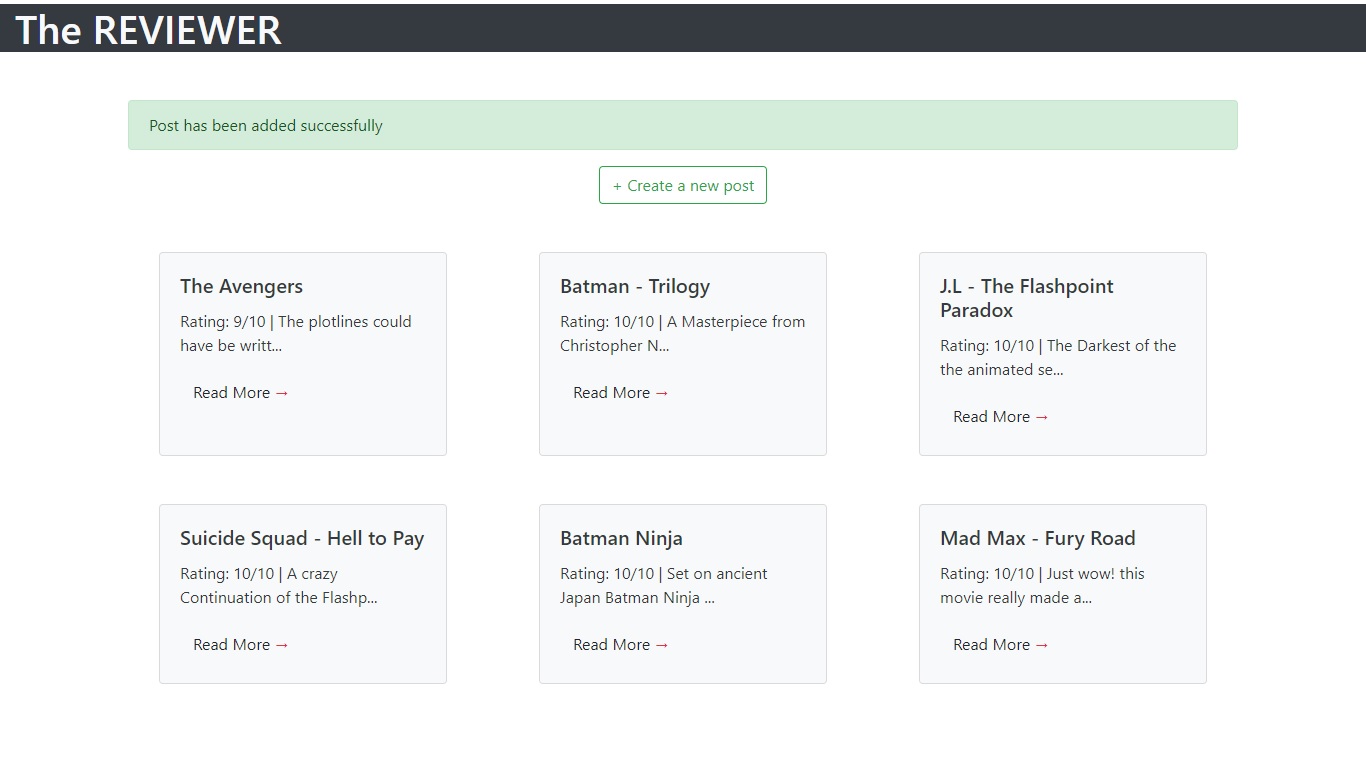 The REVIEWER
Post has been added successfully
+ Create a new post
The Avengers
Rating: 9/10 | The plotlines could
have be writt...
Read More →
Batman - Trilogy
Rating: 10/10 | A Masterpiece from
Christopher N...
Read More →
J.L - The Flashpoint
Paradox
Rating: 10/10 | The Darkest of the
the animated se...
Read More →
Suicide Squad - Hell to Pay
Rating: 10/10 | A crazy
Continuation of the Flashp...
Read More →
Batman Ninja
Rating: 10/10 | Set on ancient
Japan Batman Ninja ...
Read More →
Mad Max - Fury Road
Rating: 10/10 | Just wow! this
movie really made a...
Read More →